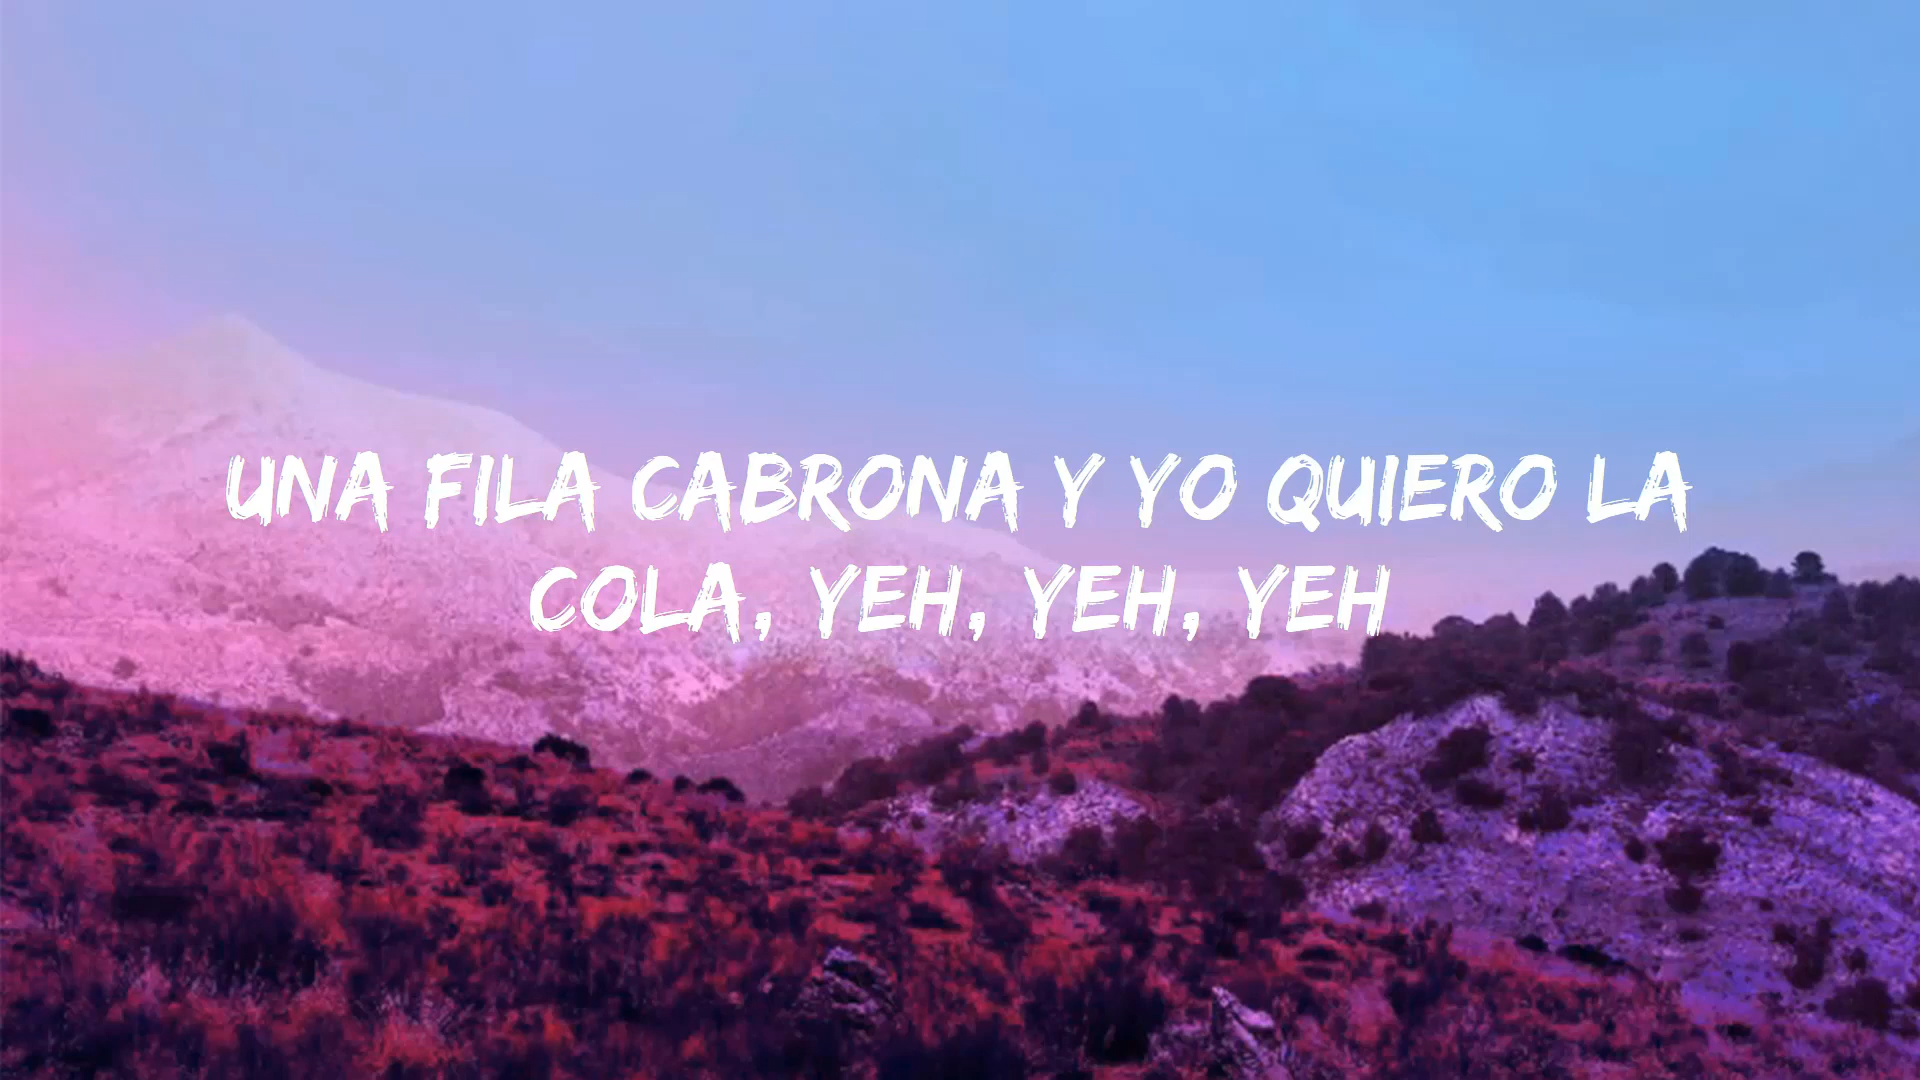 UNA FILA CABRONA Y YO QUIERO LA
COLA, YEH, YEH, YEH